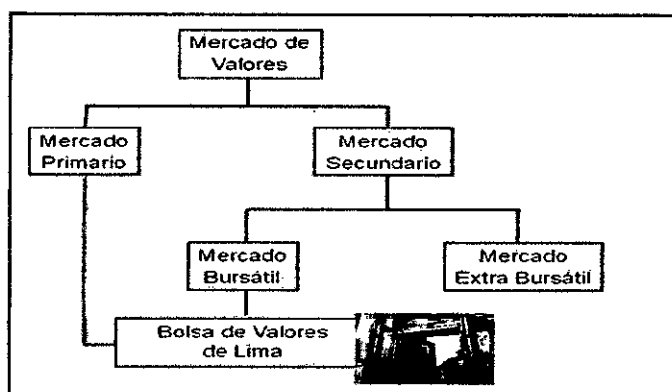 Mercado de
Valores
Mercado
Primario
Mercado
Secundario
Mercado
Bursátil
Mercado
Extra Bursátil
Bolsa de Valores
de Lima